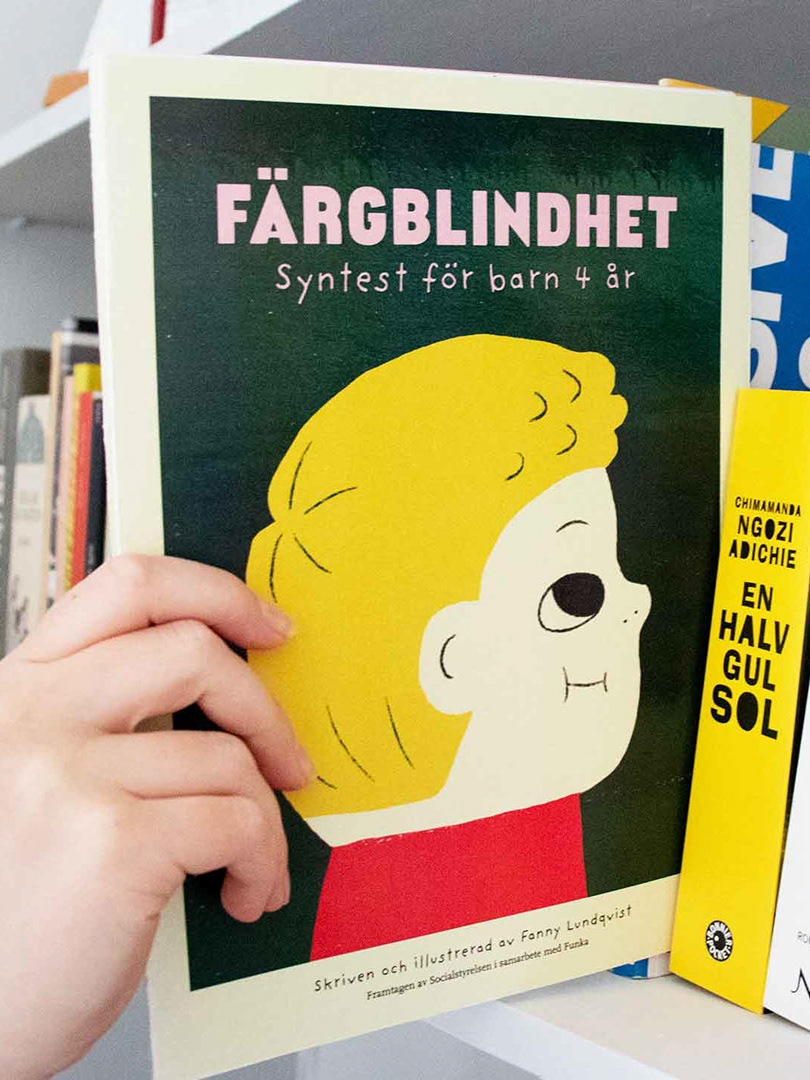 FÄRGBLINDHET
Syntest för barn 4 år
Skriven och illustrerad av Fanny Lundqvist
Framtagen av Socialstyrelsen i samarbete med Funka
CHIMAMANDA
NGOZI
ADICHIE
EN
HALV
GUL
SOL